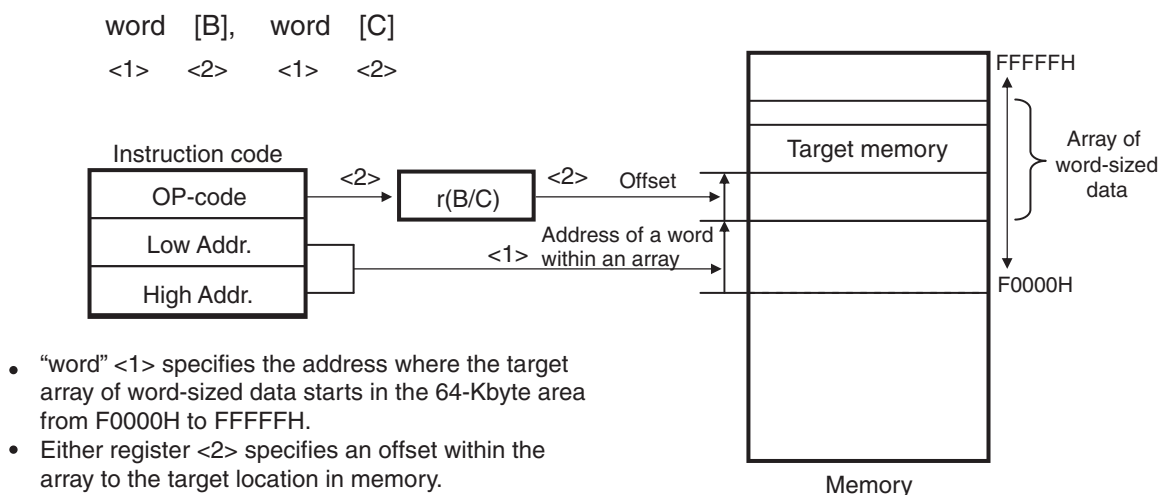 word [B], word [C]
<1> <2> <1> <2>
FFFFFH
Array of
word-sized
data
Target memory
Instruction code
OP-code
<2>
r(B/C)
<2>
Offset
Low Addr.
High Addr.
<1>
Address of a word
within an array
F0000H
• “word” <1> specifies the address where the target
array of word-sized data starts in the 64-Kbyte area
from F0000H to FFFFFH.
• Either register <2> specifies an offset within the
array to the target location in memory.
Memory